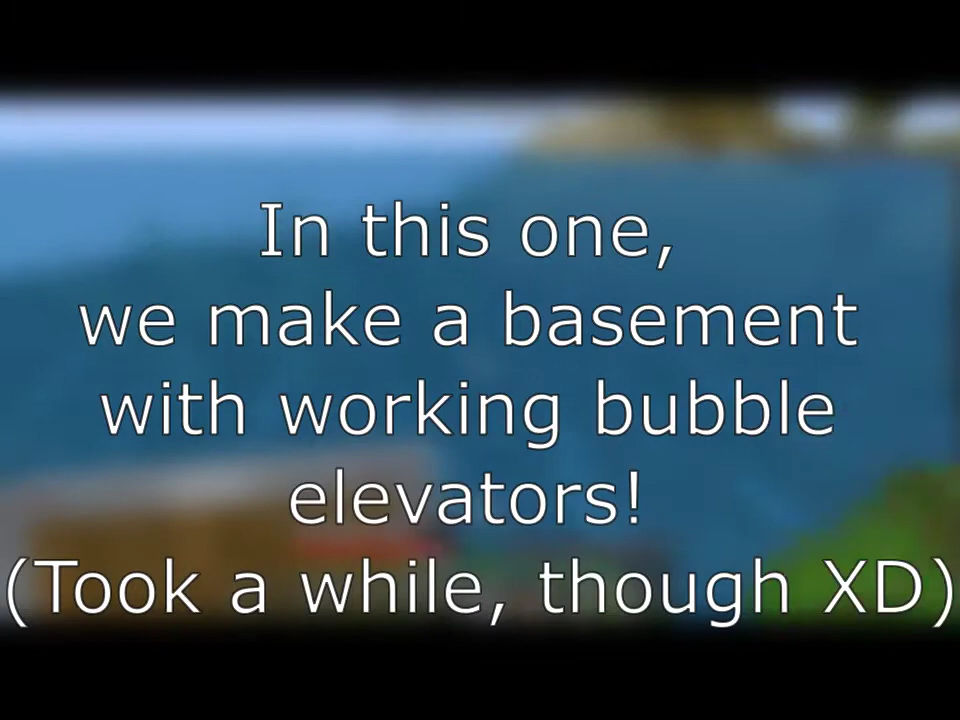 In this one,
we make a basement
with working bubble
elevators!
(Took a while, though XD)